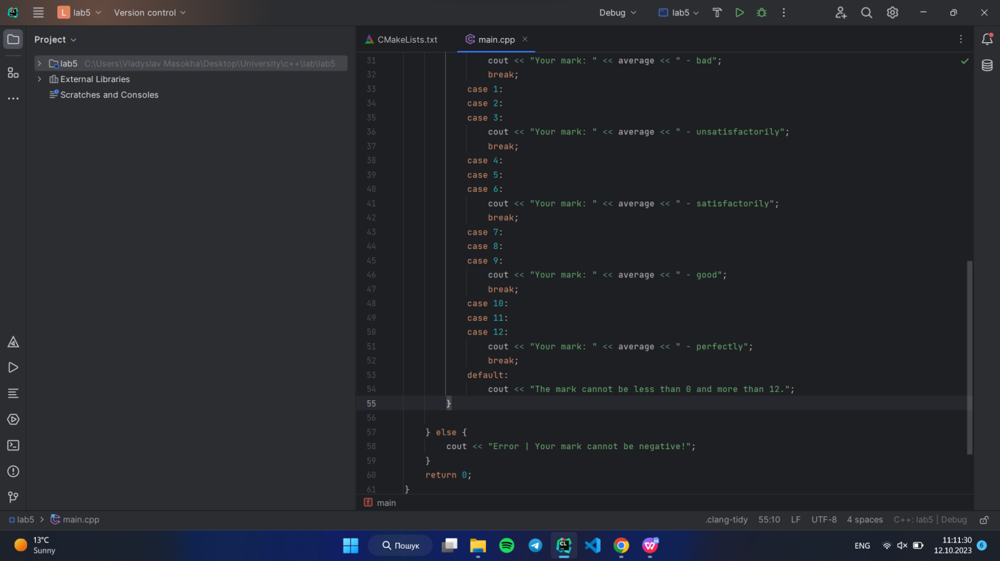 L lab5 Version control Debug lab5
Project
lab5 C:\Users\Vladyslav Masokha\Desktop\University\c++\lab\lab5
External Libraries
Scratches and Consoles
CMakeLists.txt main.cpp
31 cout << "Your mark: " << average << " - bad";
32 break;
33 case 1:
34 case 2:
35 case 3:
36 cout << "Your mark: " << average << " - unsatisfactorily";
37 break;
38 case 4:
39 case 5:
40 case 6:
41 cout << "Your mark: " << average << " - satisfactorily";
42 break;
43 case 7:
44 case 8:
45 case 9:
46 cout << "Your mark: " << average << " - good";
47 break;
48 case 10:
49 case 11:
50 case 12:
51 cout << "Your mark: " << average << " - perfectly";
52 break;
53 default:
54 cout << "The mark cannot be less than 0 and more than 12.";
55 }
56
57 } else {
58 cout << "Error | Your mark cannot be negative!";
59 }
60 return 0;
61 }
f main
lab5 > main.cpp .clang-tidy 55:10 LF UTF-8 4 spaces C++: lab5 | Debug
13°C
Sunny
Пошук
CL
ENG
11:11:30
12.10.2023
6